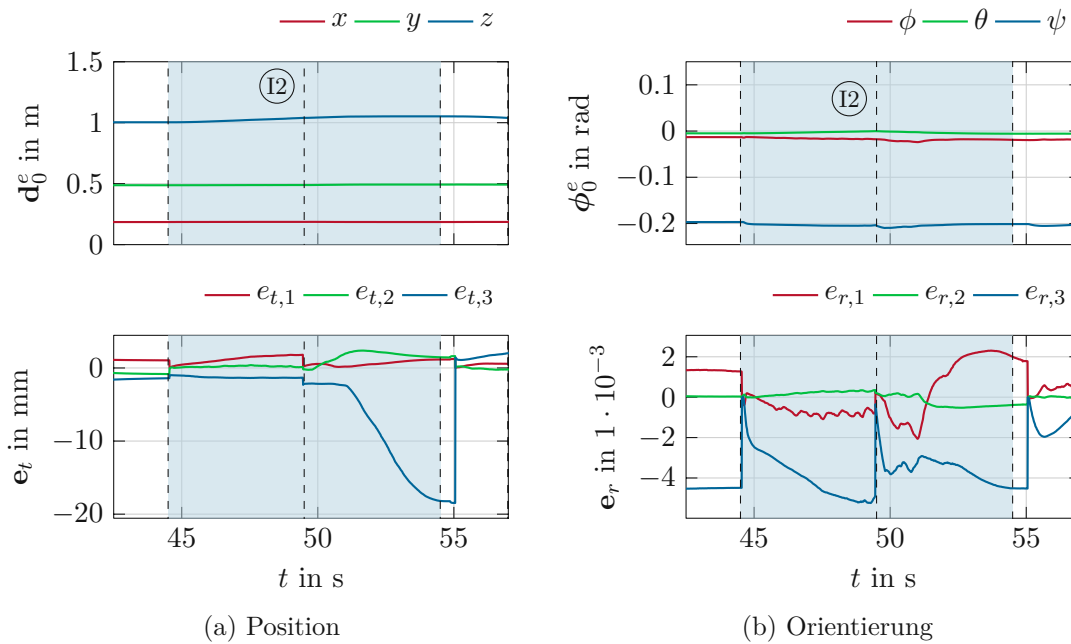 x y z
ϕ θ ψ
1.5
1
0.5
0
d₀ᵉ in m
I2
0.1
0
−0.1
−0.2
ϕ₀ᵉ in rad
I2
e_{t,1} e_{t,2} e_{t,3}
e_{r,1} e_{r,2} e_{r,3}
0
−10
−20
e_t in mm
45 50 55
t in s
2
0
−2
−4
e_r in 1 · 10⁻³
45 50 55
t in s
(a) Position
(b) Orientierung